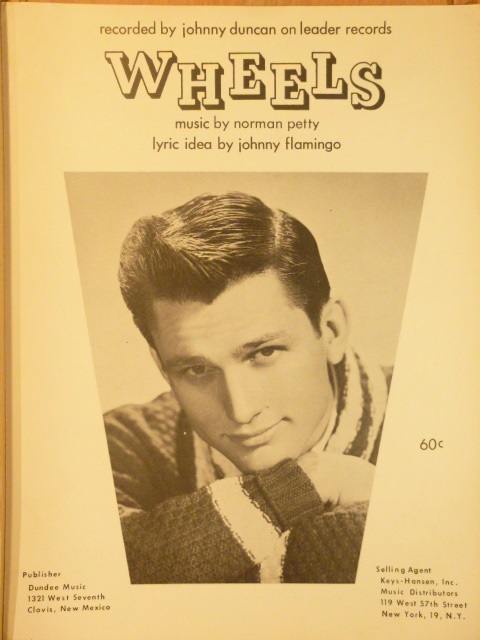 recorded by johnny duncan on leader records
WHEELS
music by norman petty
lyric idea by johnny flamingo
60c
Publisher
Dundee Music
1321 West Seventh
Clovis, New Mexico
Selling Agent
Keys-Hansen, Inc.
Music Distributors
119 West 57th Street
New York, 19, N.Y.